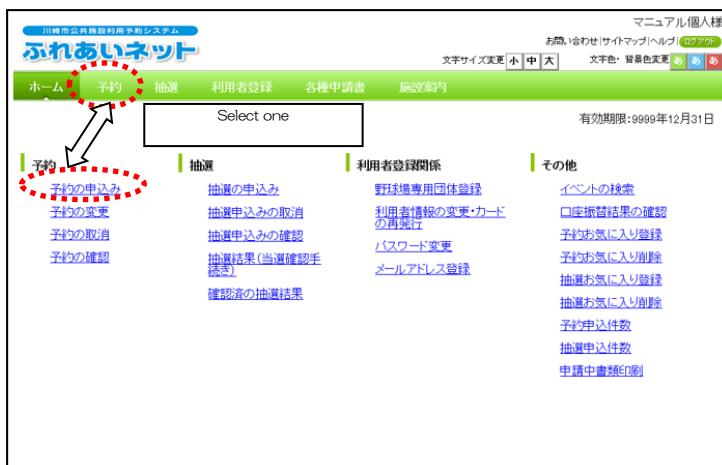 マニュアル個人様
川崎市公共施設利用予約システム
ふれあいネット
お問い合わせ|サイトマップ|ヘルプ|ログアウト
文字サイズ変更 小 中 大 文字色・背景色変更 あ あ あ
ホーム 予約 抽選 利用者登録 各種申請書 施設案内
Select one
有効期限:9999年12月31日
予約
予約の申込み
予約の変更
予約の取消
予約の確認
抽選
抽選の申込み
抽選申込みの取消
抽選申込みの確認
抽選結果(当選確認手
続き)
確認済の抽選結果
利用者登録関係
野球場専用団体登録
利用者情報の変更・カード
の再発行
パスワード変更
メールアドレス登録
その他
イベントの検索
口座振替結果の確認
予約お気に入り登録
予約お気に入り削除
抽選お気に入り登録
抽選お気に入り削除
予約申込件数
抽選申込件数
申請中書類印刷